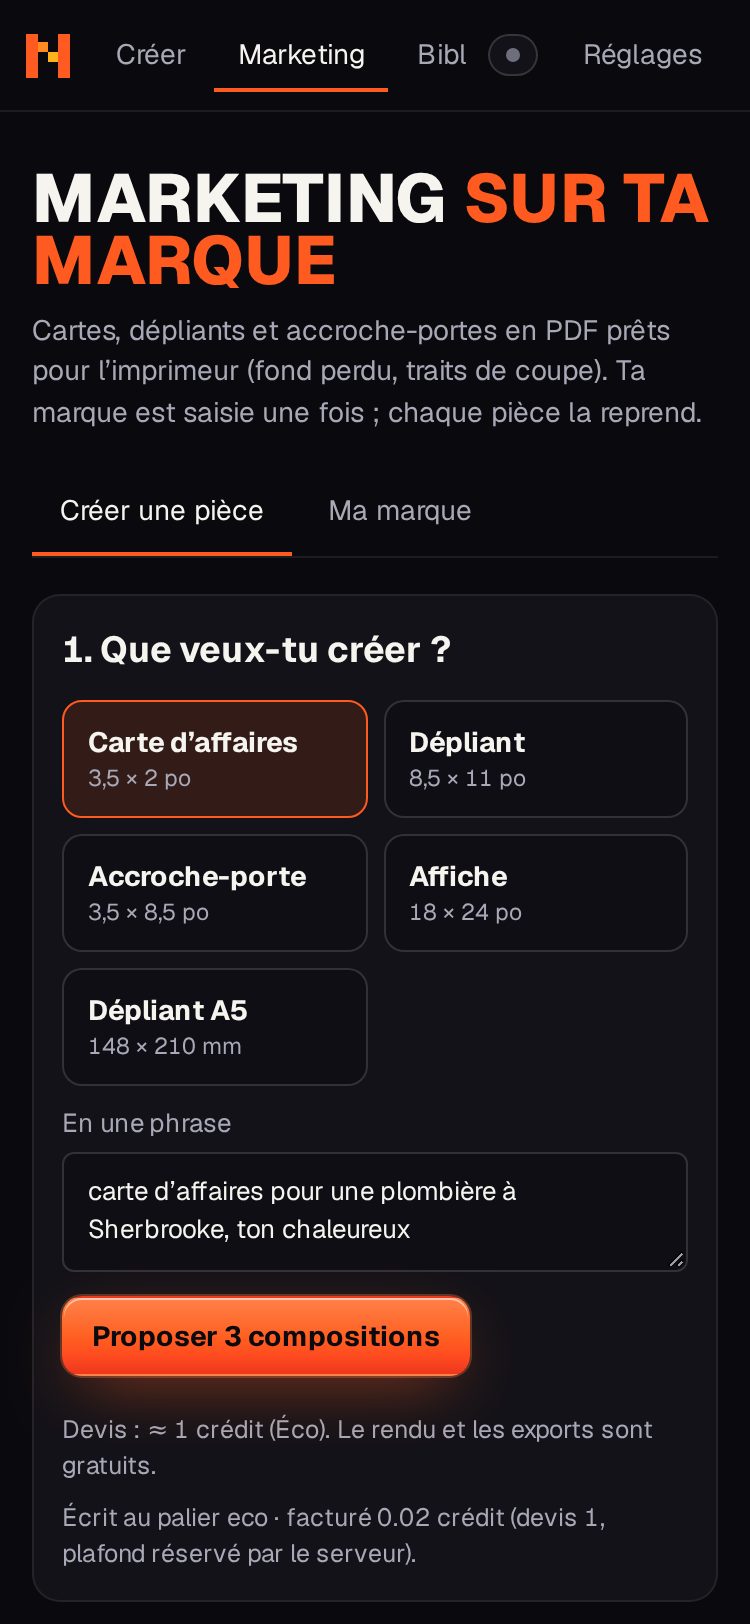 Créer Marketing Bibl Réglages
MARKETING SUR TA
MARQUE
Cartes, dépliants et accroche-portes en PDF prêts
pour l’imprimeur (fond perdu, traits de coupe). Ta
marque est saisie une fois ; chaque pièce la reprend.
Créer une pièce Ma marque
1. Que veux-tu créer ?
Carte d’affaires
3,5 × 2 po
Dépliant
8,5 × 11 po
Accroche-porte
3,5 × 8,5 po
Affiche
18 × 24 po
Dépliant A5
148 × 210 mm
En une phrase
carte d’affaires pour une plombière à
Sherbrooke, ton chaleureux
Proposer 3 compositions
Devis : ≈ 1 crédit (Éco). Le rendu et les exports sont
gratuits.
Écrit au palier eco · facturé 0.02 crédit (devis 1,
plafond réservé par le serveur).